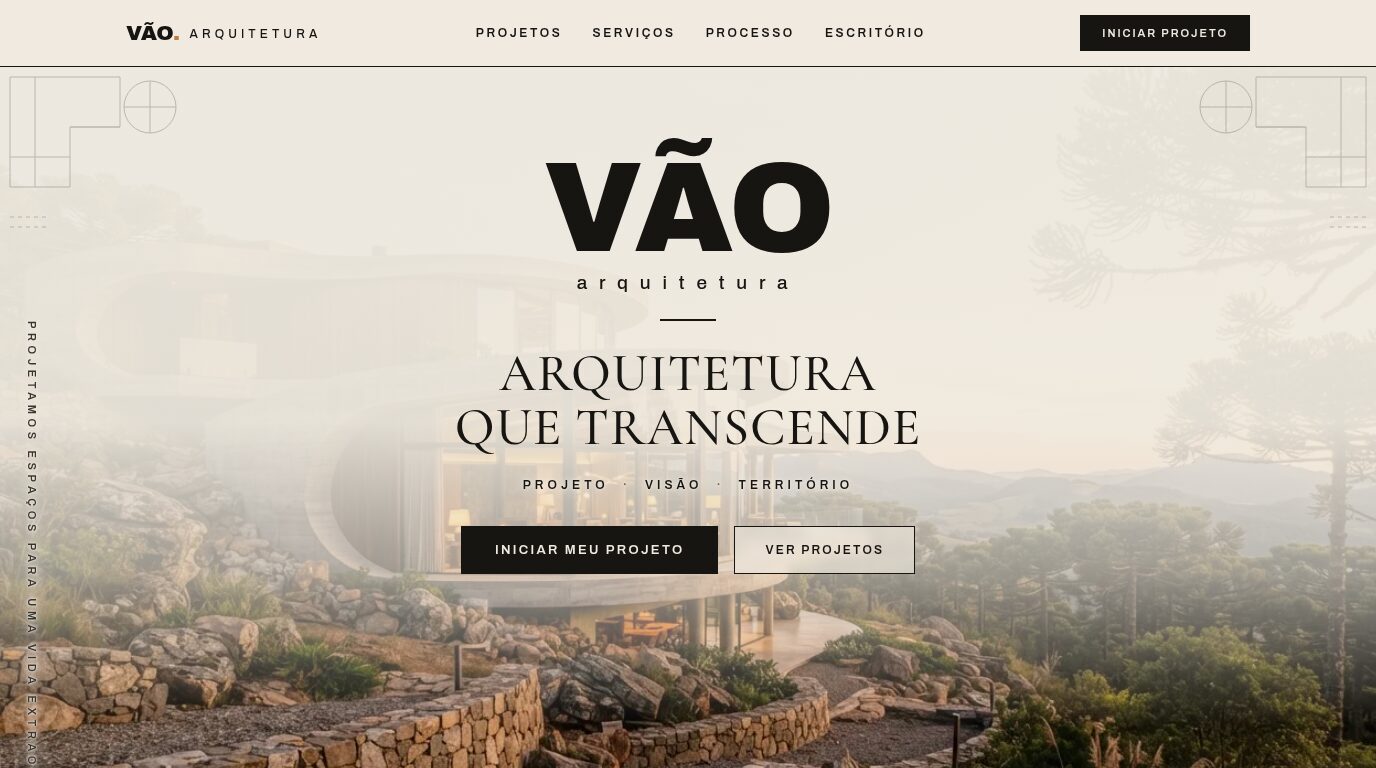 VÃO. ARQUITETURA
PROJETOS SERVIÇOS PROCESSO ESCRITÓRIO
INICIAR PROJETO
VÃO
arquitetura
ARQUITETURA
QUE TRANSCENDE
PROJETO · VISÃO · TERRITÓRIO
INICIAR MEU PROJETO
VER PROJETOS
PROJETAMOS ESPAÇOS PARA UMA VIDA EXTRAO